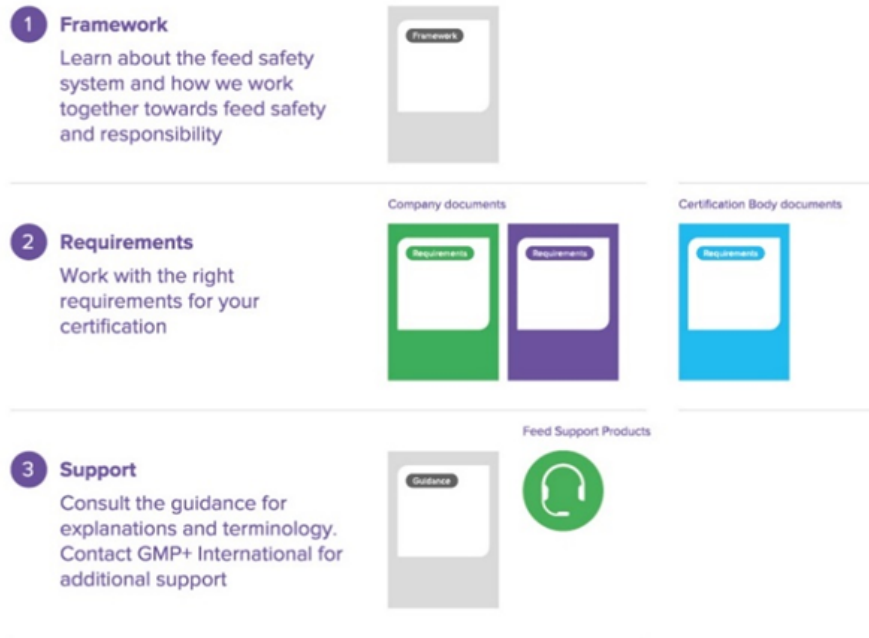 1 Framework
Learn about the feed safety
system and how we work
together towards feed safety
and responsibility
Framework
Company documents
Certification Body documents
2 Requirements
Work with the right
requirements for your
certification
Requirements
Requirements
Requirements
Feed Support Products
3 Support
Consult the guidance for
explanations and terminology.
Contact GMP+ International for
additional support
Guidance